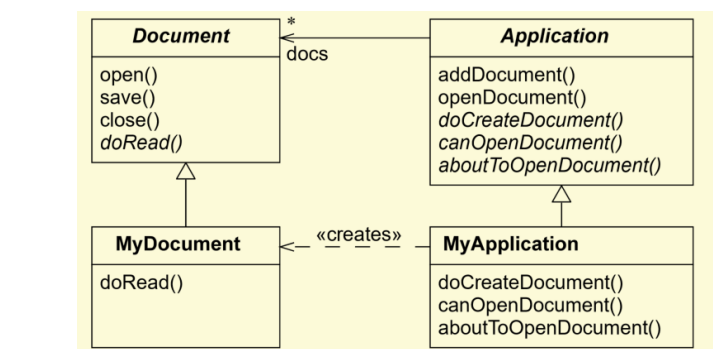 Document
open()
save()
close()
doRead()
*
docs
Application
addDocument()
openDocument()
doCreateDocument()
canOpenDocument()
aboutToOpenDocument()
MyDocument
doRead()
«creates»
MyApplication
doCreateDocument()
canOpenDocument()
aboutToOpenDocument()